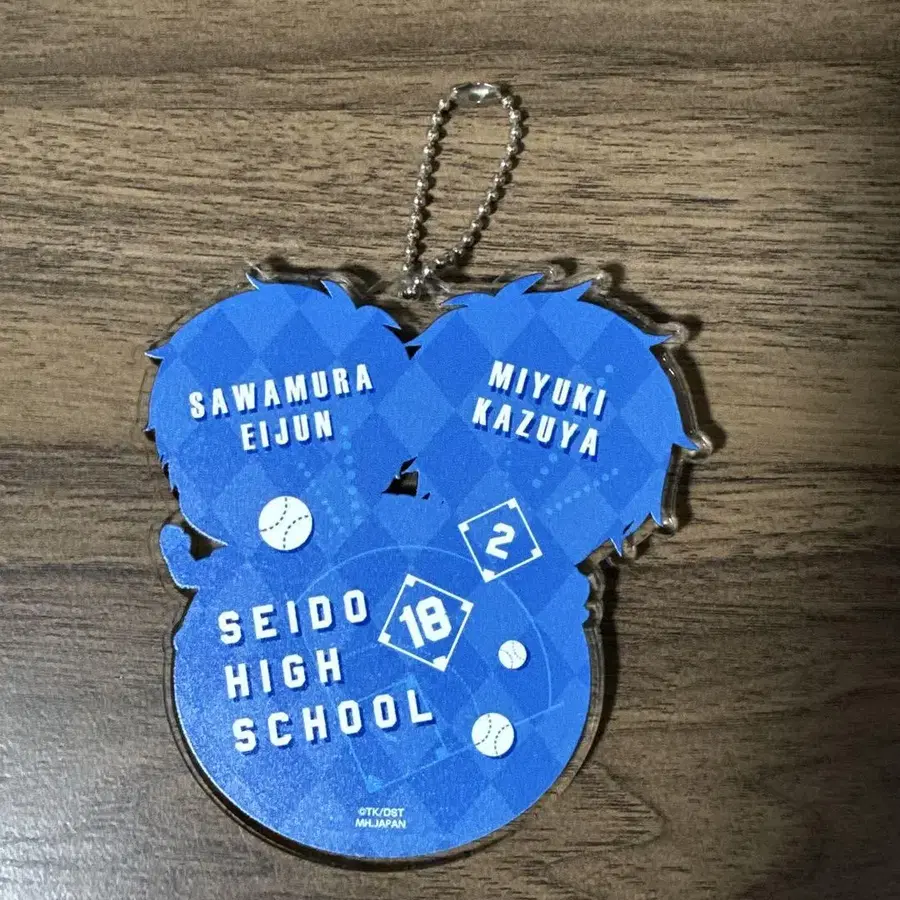 SAWAMURA
EIJUN
MIYUKI
KAZUYA
2
18
SEIDO
HIGH
SCHOOL
©TK/DST
MH.JAPAN